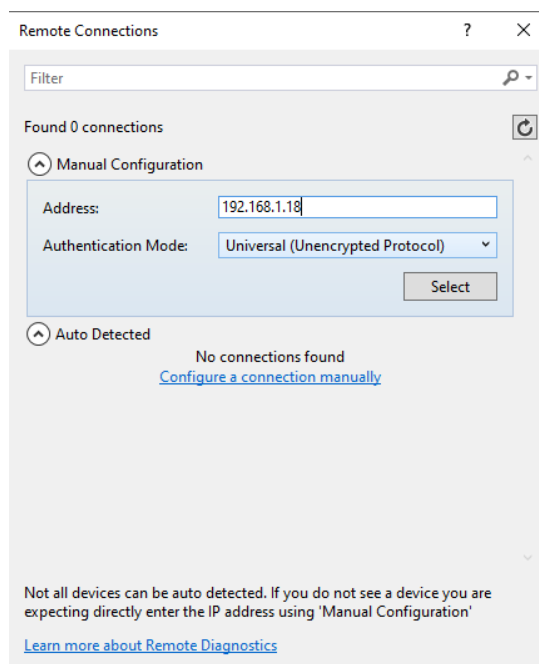 Remote Connections ?
Filter
Found 0 connections
Manual Configuration
Address: 192.168.1.18
Authentication Mode: Universal (Unencrypted Protocol)
Select
Auto Detected
No connections found
Configure a connection manually
Not all devices can be auto detected. If you do not see a device you are
expecting directly enter the IP address using 'Manual Configuration'
Learn more about Remote Diagnostics